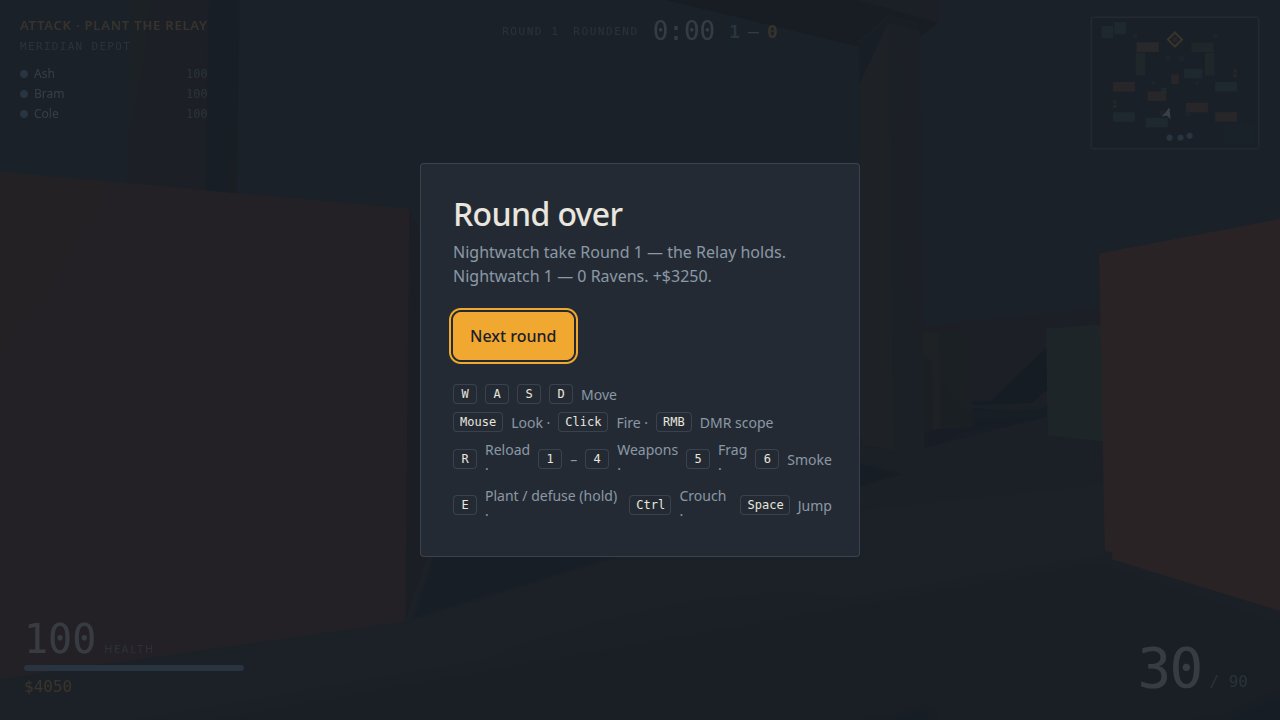 ATTACK · PLANT THE RELAY
MERIDIAN DEPOT
Ash 100
Bram 100
Cole 100
ROUND 1 ROUNDEND 0:00 1 — 0
Round over
Nightwatch take Round 1 — the Relay holds.
Nightwatch 1 — 0 Ravens. +$3250.
Next round
W A S D Move
Mouse Look · Click Fire · RMB DMR scope
R Reload · 1 – 4 Weapons · 5 Frag · 6 Smoke
E Plant / defuse (hold) · Ctrl Crouch · Space Jump
100 HEALTH
$4050
30 / 90